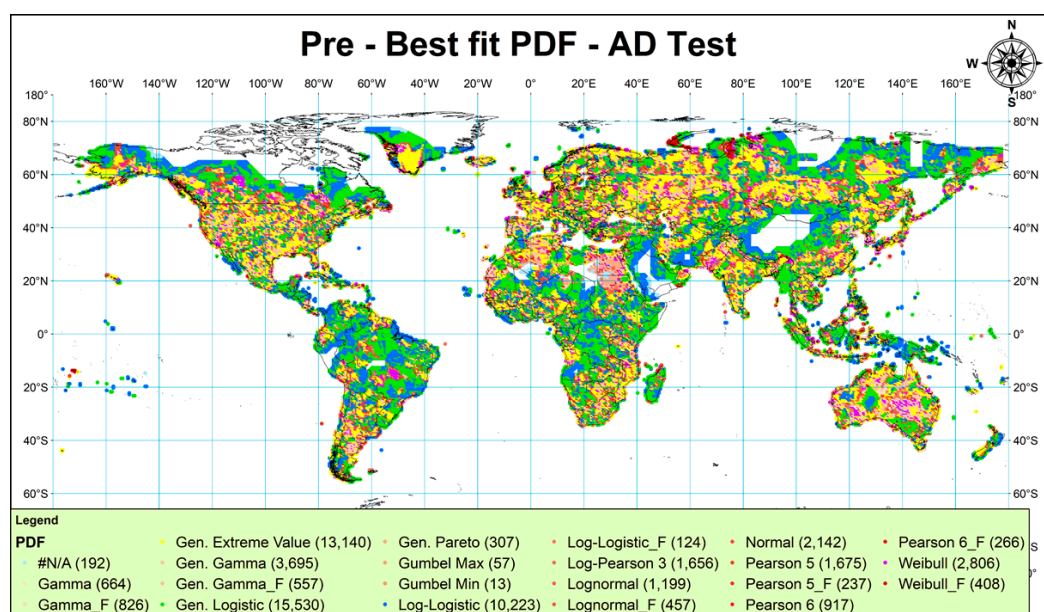 Pre - Best fit PDF - AD Test
N
W E
S
160°W 140°W 120°W 100°W 80°W 60°W 40°W 20°W 0° 20°E 40°E 60°E 80°E 100°E 120°E 140°E 160°E
180° 180°
80°N 80°N
60°N 60°N
40°N 40°N
20°N 20°N
0° 0°
20°S 20°S
40°S 40°S
60°S 60°S
Legend
PDF
#N/A (192)
Gamma (664)
Gamma_F (826)
Gen. Extreme Value (13,140)
Gen. Gamma (3,695)
Gen. Gamma_F (557)
Gen. Logistic (15,530)
Gen. Pareto (307)
Gumbel Max (57)
Gumbel Min (13)
Log-Logistic (10,223)
Log-Logistic_F (124)
Log-Pearson 3 (1,656)
Lognormal (1,199)
Lognormal_F (457)
Normal (2,142)
Pearson 5 (1,675)
Pearson 5_F (237)
Pearson 6 (917)
Pearson 6_F (266)
Weibull (2,806)
Weibull_F (408)